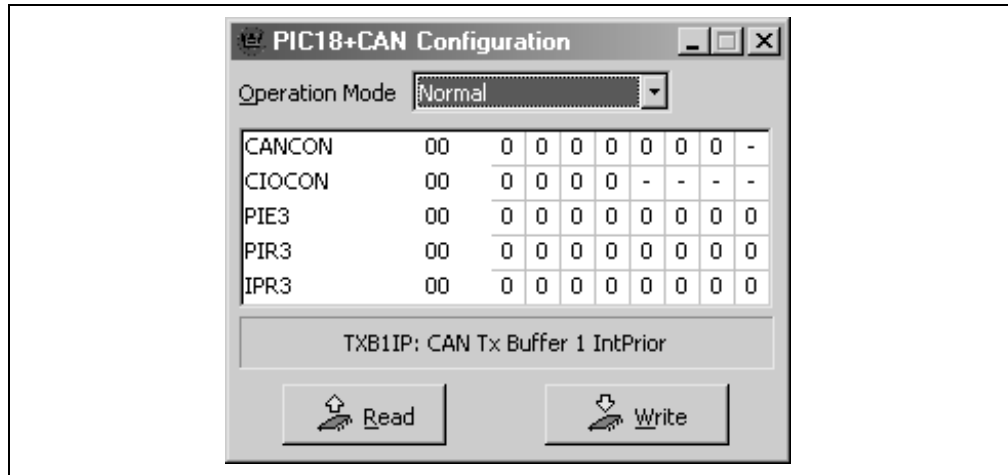 PIC18+CAN Configuration
Operation Mode Normal
CANCON 00 0 0 0 0 0 0 0 -
CIOCON 00 0 0 0 0 - - - -
PIE3 00 0 0 0 0 0 0 0 0
PIR3 00 0 0 0 0 0 0 0 0
IPR3 00 0 0 0 0 0 0 0 0
TXB1IP: CAN Tx Buffer 1 IntPrior
Read Write